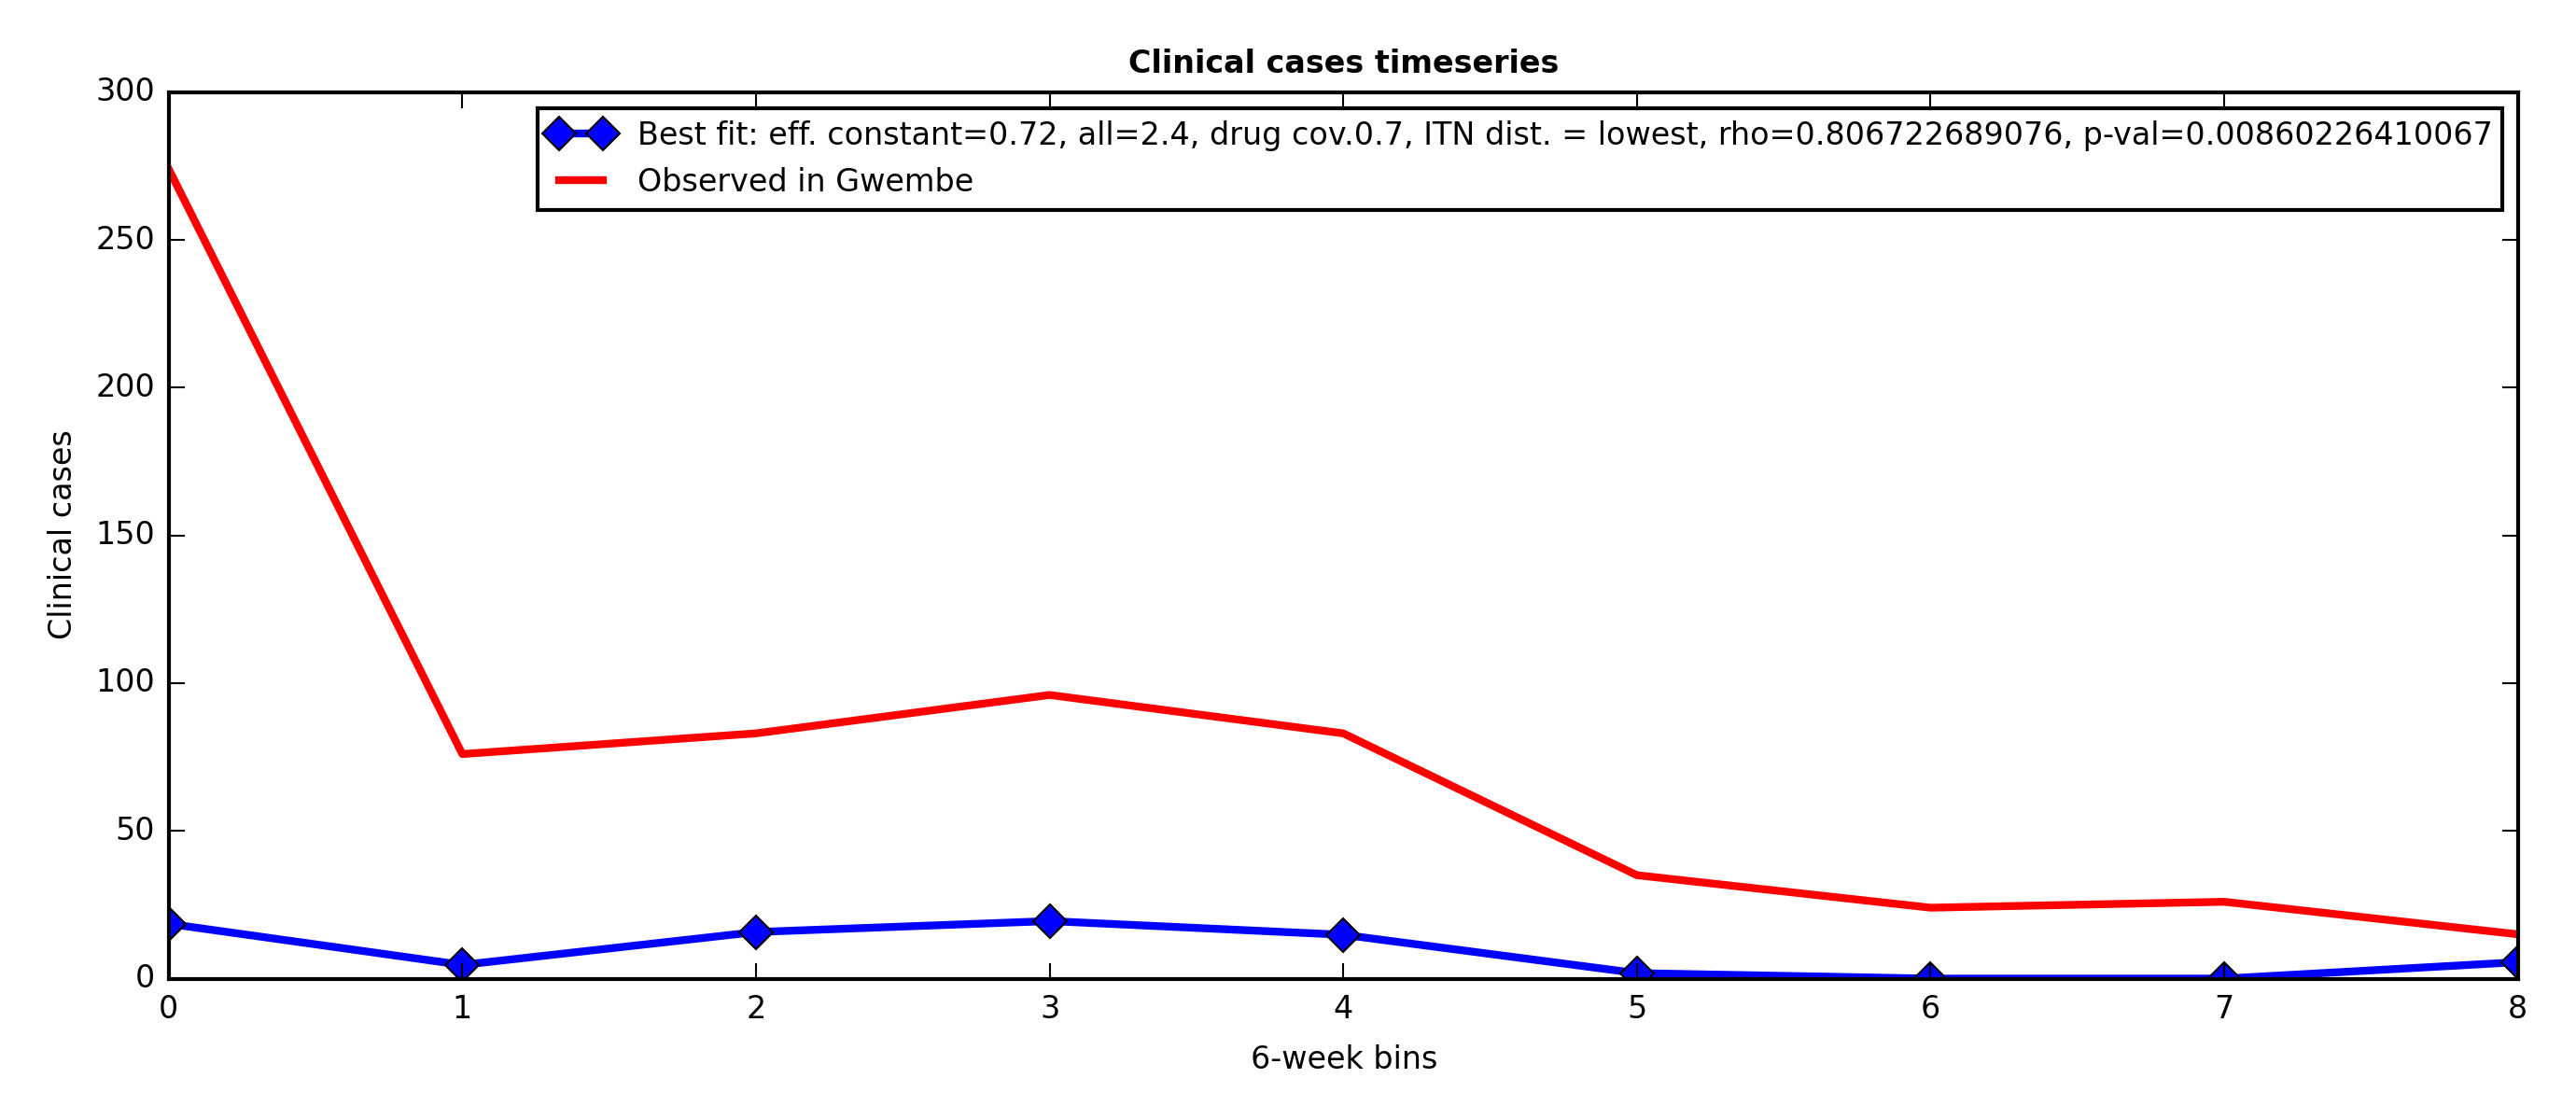 Clinical cases timeseries
300
250
200
150
100
50
0
Clinical cases
Best fit: eff. constant=0.72, all=2.4, drug cov.0.7, ITN dist. = lowest, rho=0.806722689076, p-val=0.00860226410067
Observed in Gwembe
0 1 2 3 4 5 6 7 8
6-week bins